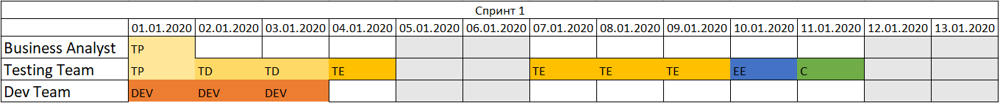 Спринт 1
01.01.2020 02.01.2020 03.01.2020 04.01.2020 05.01.2020 06.01.2020 07.01.2020 08.01.2020 09.01.2020 10.01.2020 11.01.2020 12.01.2020 13.01.2020
Business Analyst TP
Testing Team TP TD TD TE TE TE TE EE C
Dev Team DEV DEV DEV